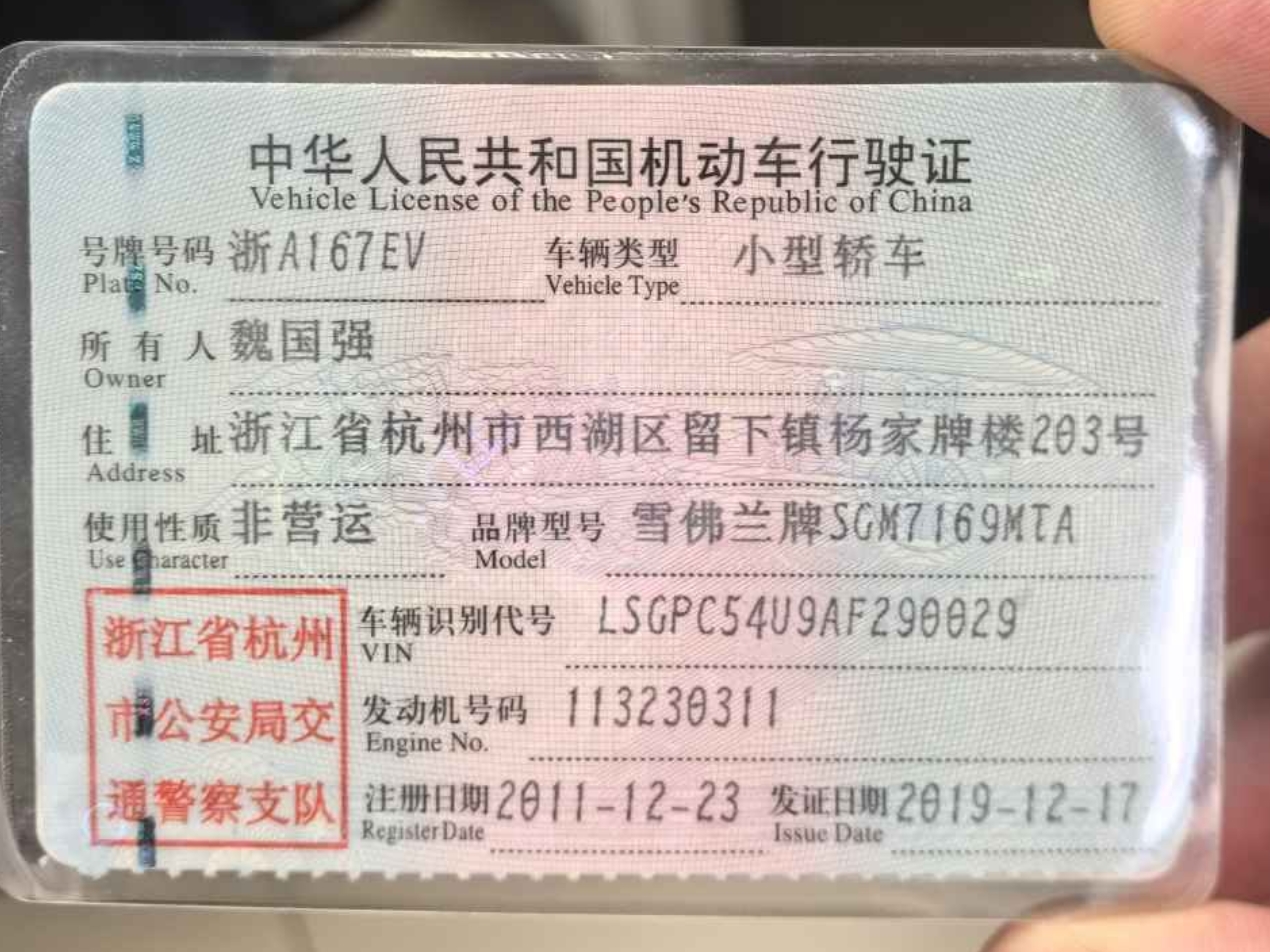 中华人民共和国机动车行驶证
Vehicle License of the People's Republic of China
号牌号码 浙A167EV 车辆类型 小型轿车
Plate No. Vehicle Type
所有人 魏国强
Owner
住址 浙江省杭州市西湖区留下镇杨家牌楼203号
Address
使用性质 非营运 品牌型号 雪佛兰牌SGM7169MTA
Use Character Model
浙江省杭州
市公安局交
通警察支队
车辆识别代号 LSGPC54U9AF290029
VIN
发动机号码 113230311
Engine No.
注册日期 2011-12-23 发证日期 2019-12-17
Register Date Issue Date